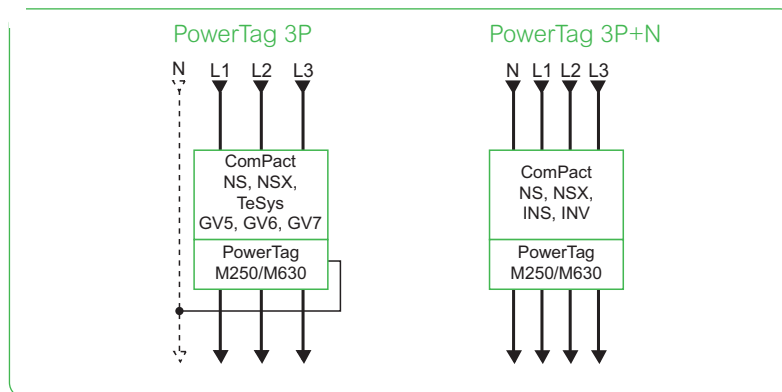 PowerTag 3P
N L1 L2 L3
ComPact
NS, NSX,
TeSys
GV5, GV6, GV7
PowerTag
M250/M630
PowerTag 3P+N
N L1 L2 L3
ComPact
NS, NSX,
INS, INV
PowerTag
M250/M630